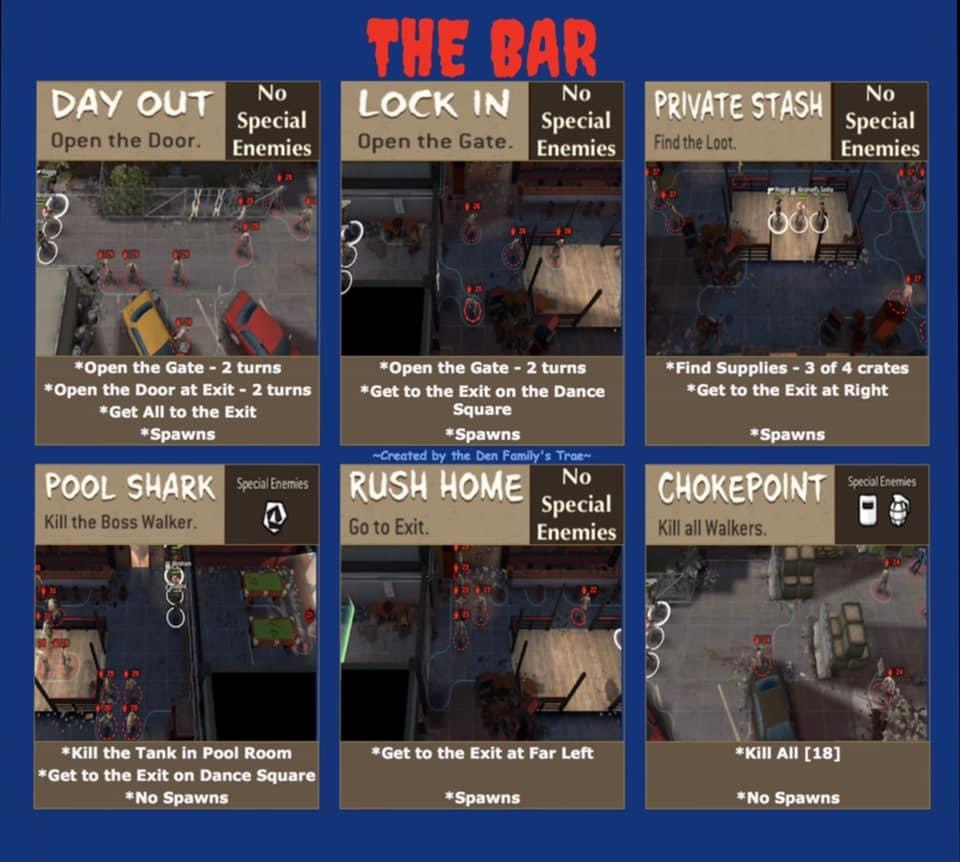 THE BAR
DAY OUT
Open the Door.
No
Special
Enemies
*Open the Gate - 2 turns
*Open the Door at Exit - 2 turns
*Get All to the Exit
*Spawns
LOCK IN
Open the Gate.
No
Special
Enemies
*Open the Gate - 2 turns
*Get to the Exit on the Dance
Square
*Spawns
PRIVATE STASH
Find the Loot.
No
Special
Enemies
*Find Supplies - 3 of 4 crates
*Get to the Exit at Right
*Spawns
~Created by the Den Family's Trae~
POOL SHARK
Kill the Boss Walker.
Special Enemies
*Kill the Tank in Pool Room
*Get to the Exit on Dance Square
*No Spawns
RUSH HOME
Go to Exit.
No
Special
Enemies
*Get to the Exit at Far Left
*Spawns
CHOKEPOINT
Kill all Walkers.
Special Enemies
*Kill All [18]
*No Spawns